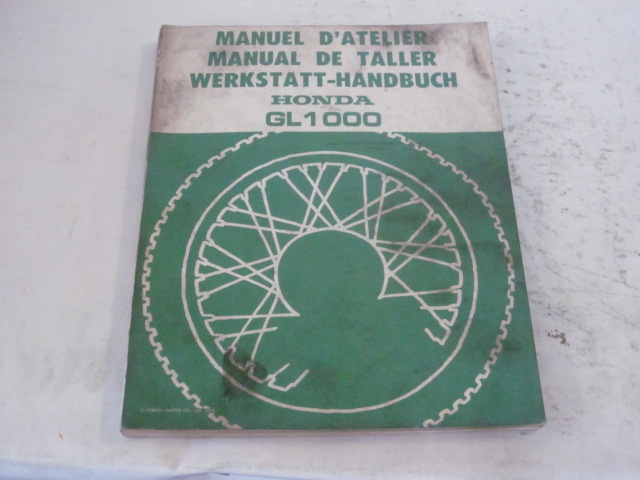 MANUEL D'ATELIER
MANUAL DE TALLER
WERKSTATT-HANDBUCH
HONDA
GL1000